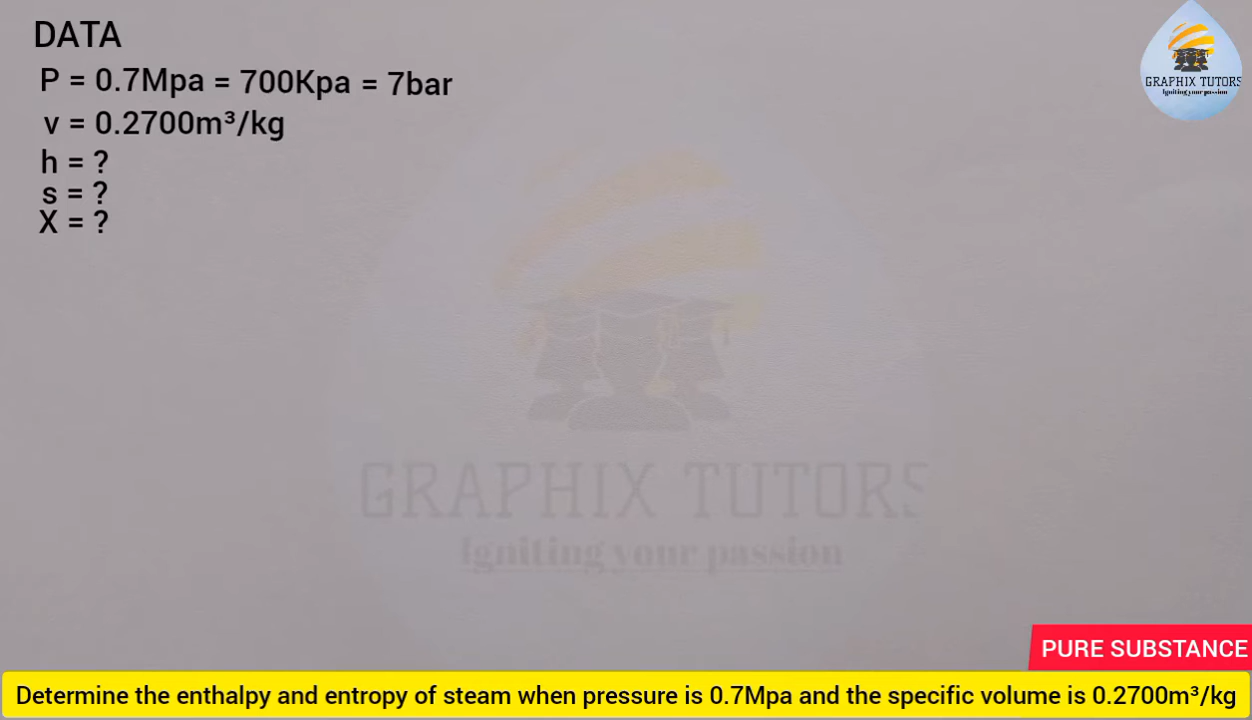 DATA
P = 0.7Mpa = 700Kpa = 7bar
v = 0.2700m³/kg
h = ?
s = ?
X = ?
GRAPHIX TUTORS
Igniting your passion
GRAPHIX TUTORS
Igniting your passion
PURE SUBSTANCE
Determine the enthalpy and entropy of steam when pressure is 0.7Mpa and the specific volume is 0.2700m³/kg